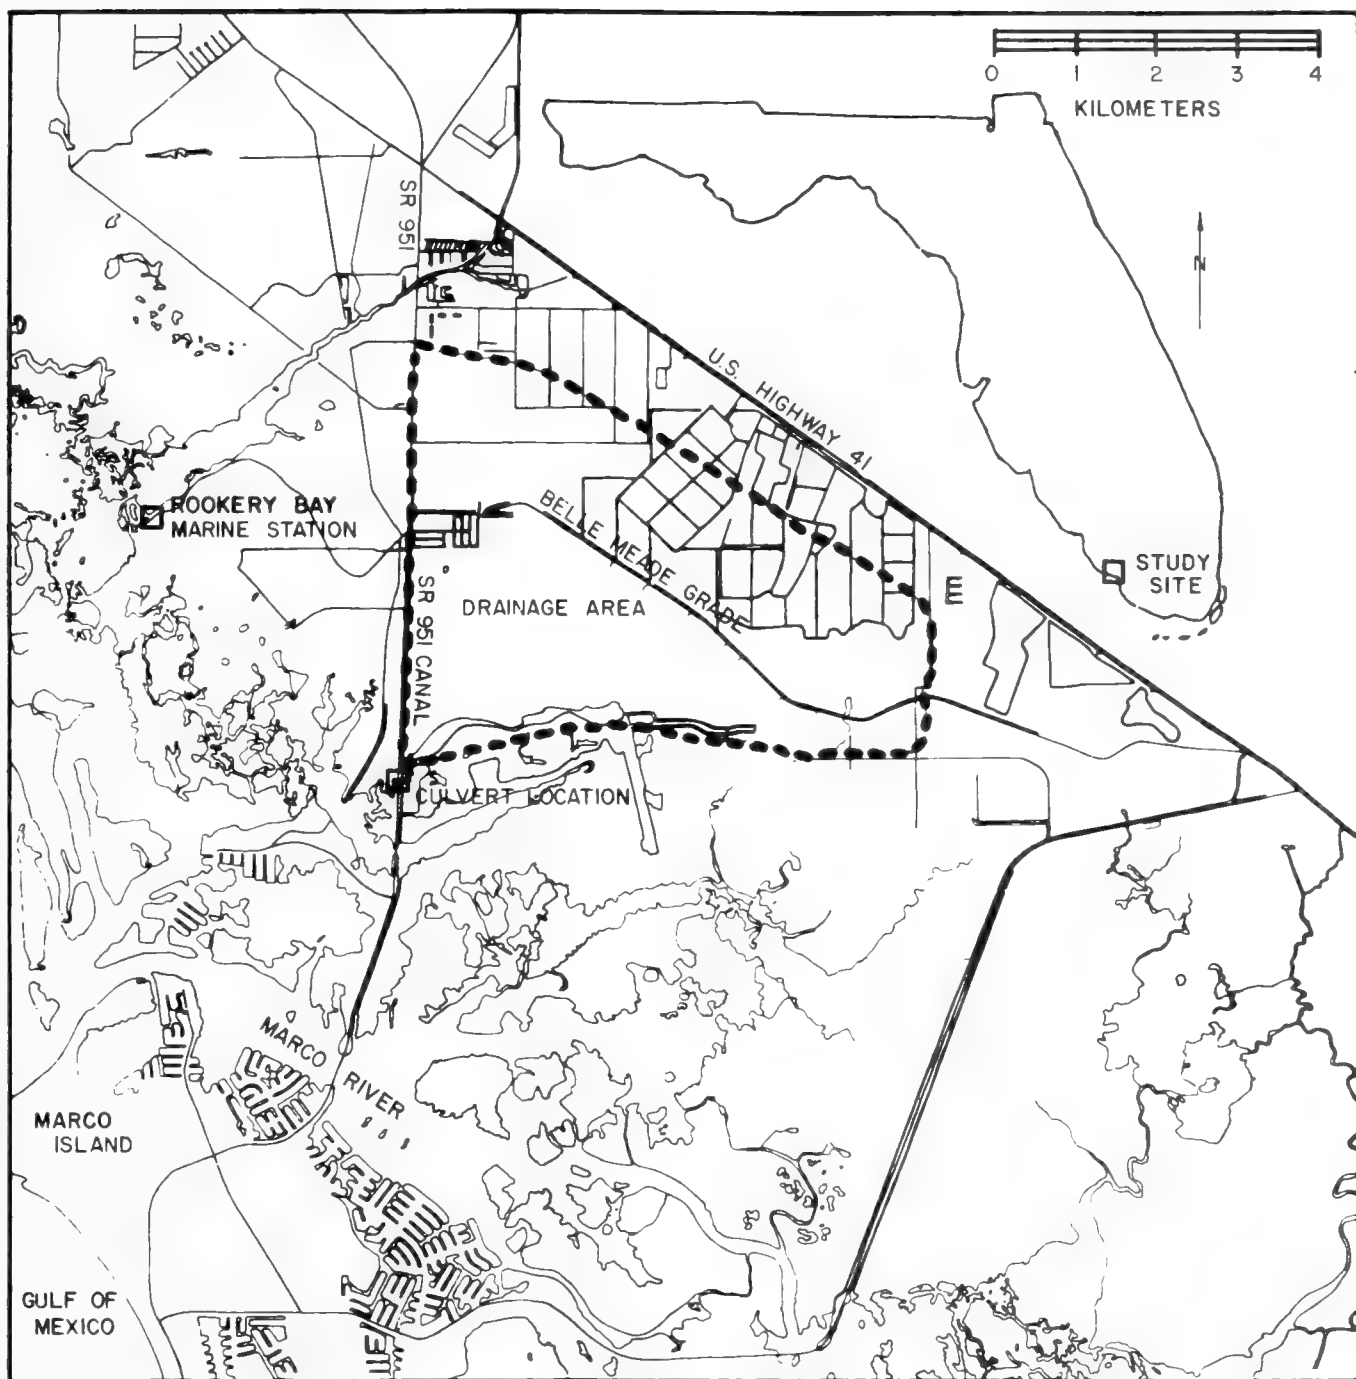 0 1 2 3 4
KILOMETERS
SR 951
N
U.S. HIGHWAY 41
ROOKERY BAY
MARINE STATION
BELLE MEADE GRADE
STUDY
SITE
DRAINAGE AREA
SR 951 CANAL
CULVERT LOCATION
MARCO
RIVER
MARCO
ISLAND
GULF OF
MEXICO